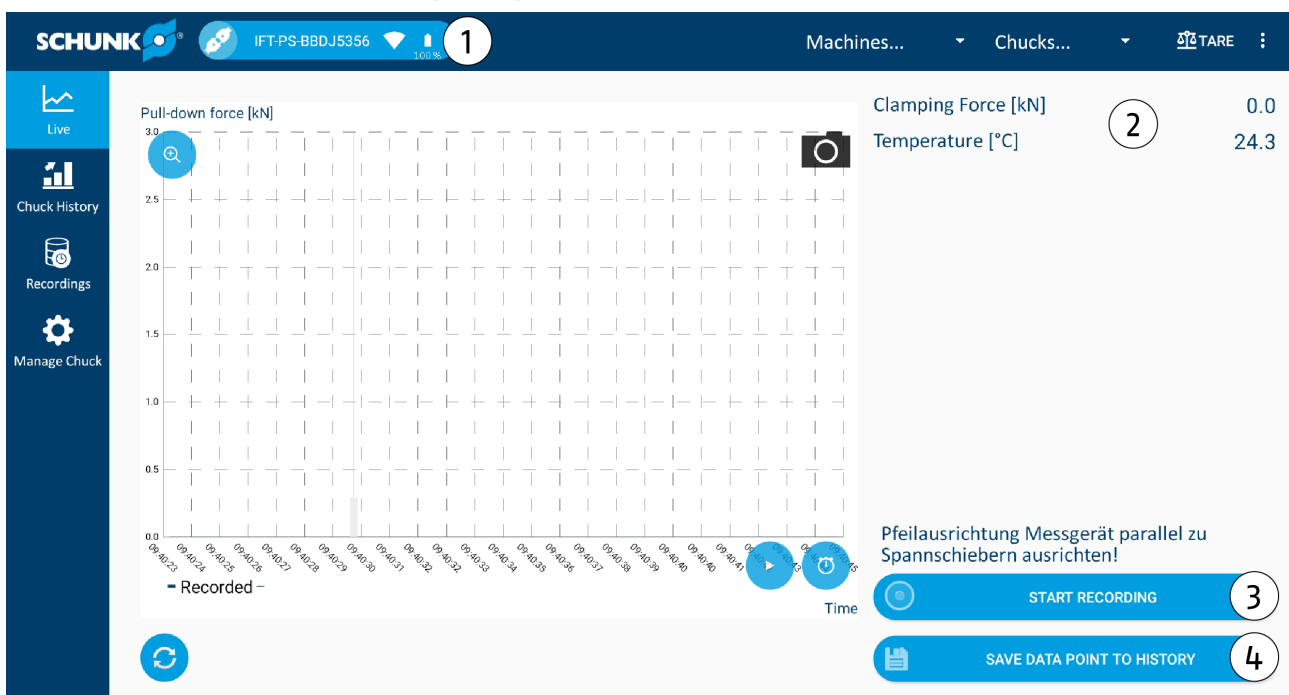 SCHUNK ®
IFT-PS-BBDJ5356
100 %
1
Machines...
Chucks...
TARE
Live
Chuck History
Recordings
Manage Chuck
Pull-down force [kN]
3.0
2.5
2.0
1.5
1.0
0.5
0.0
09:40:23 09:40:24 09:40:25 09:40:26 09:40:27 09:40:28 09:40:29 09:40:30 09:40:31 09:40:32 09:40:32 09:40:33 09:40:34 09:40:35 09:40:36 09:40:37 09:40:38 09:40:39 09:40:40 09:40:40 09:40:41
Recorded
Time
Clamping Force [kN] 0.0
2
Temperature [°C] 24.3
Pfeilausrichtung Messgerät parallel zu
Spannschiebern ausrichten!
START RECORDING
3
SAVE DATA POINT TO HISTORY
4